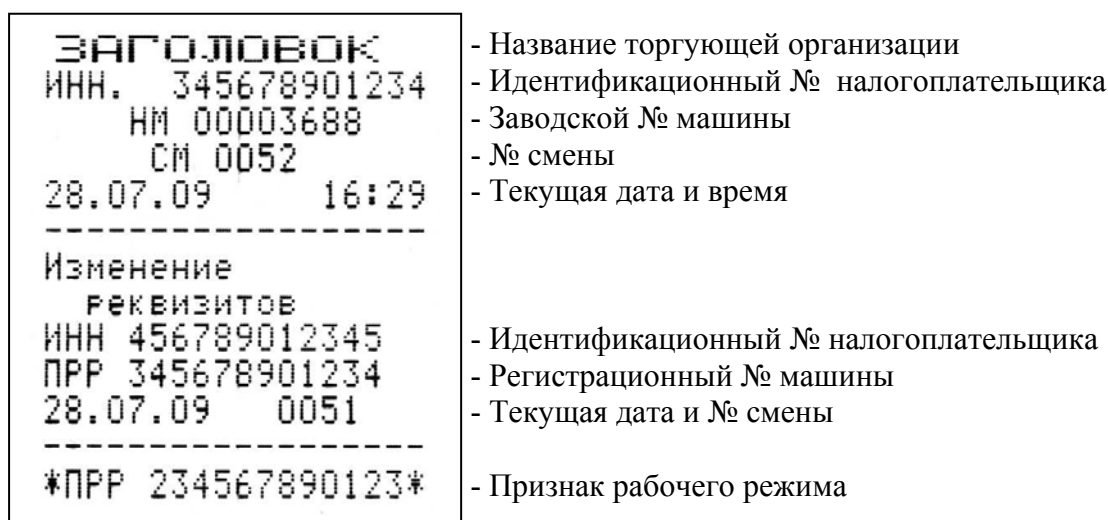 ЗАГОЛОВОК - Название торгующей организации
ИНН. 345678901234 - Идентификационный № налогоплательщика
НМ 00003688 - Заводской № машины
СМ 0052 - № смены
28.07.09 16:29 - Текущая дата и время
-------------------
Изменение
реквизитов
ИНН 456789012345 - Идентификационный № налогоплательщика
ПРР 345678901234 - Регистрационный № машины
28.07.09 0051 - Текущая дата и № смены
-------------------
*ПРР 234567890123* - Признак рабочего режима